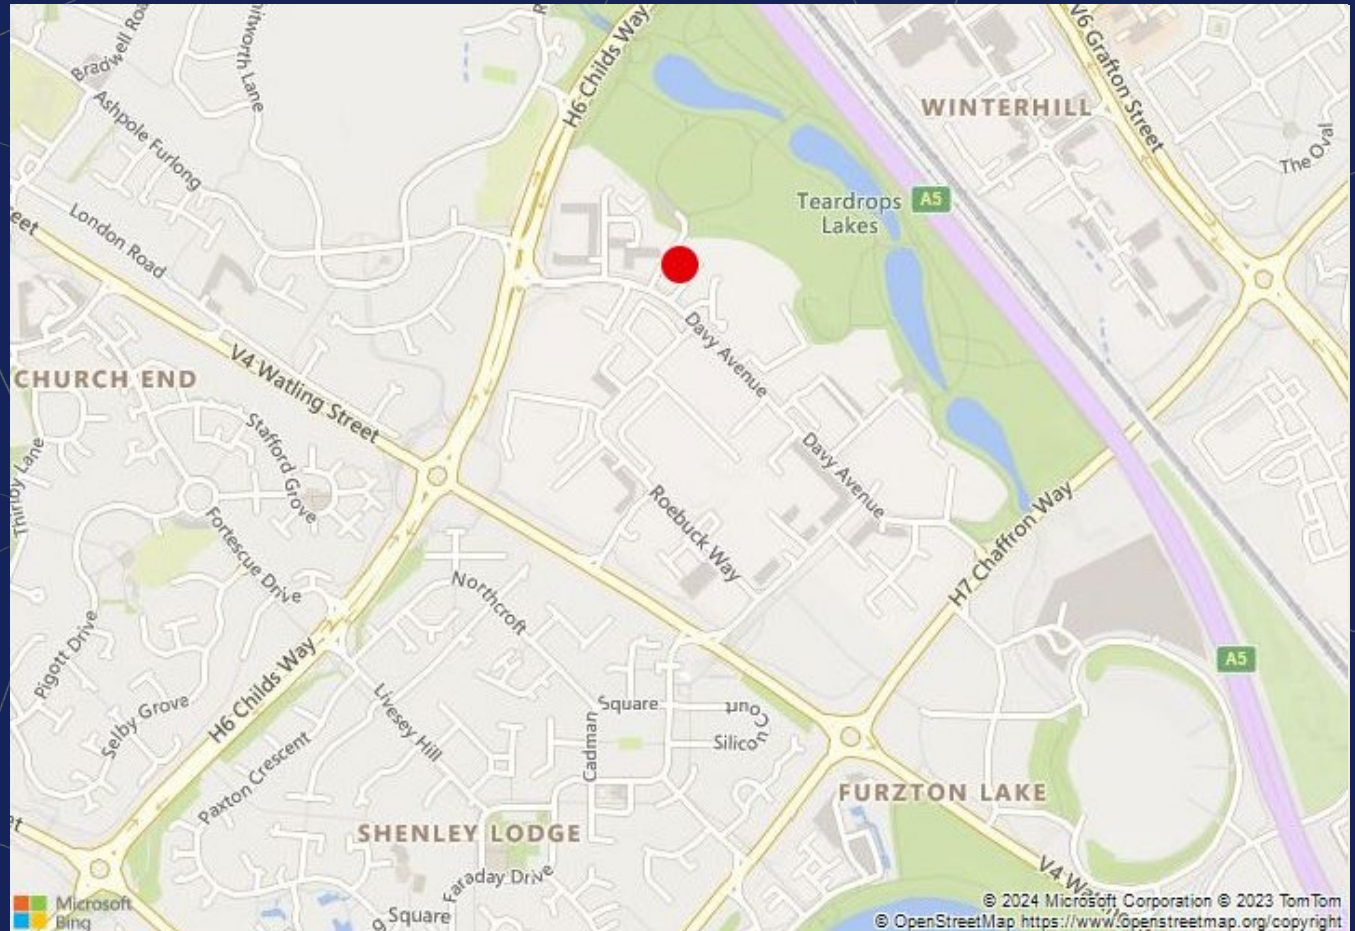 Bradwell Roa
nitworth Lane
H6 Childs Way
V6 Grafton Street
WINTERHILL
Ashpole Furlong
The Oval
London Road
eet
Teardrops
Lakes
A5
Davy Avenue
V4 Watling Street
CHURCH END
Stafford Grove
Thirlby Lane
Davy Avenue
Roebuck Way
Fortescue Drive
H7 Chaffron Way
Northcroft
Pigott Drive
H6 Childs Way
A5
Selby Grove
Livesey Hill
Square
Silicon Court
Cadman
Paxton Crescent
FURZTON LAKE
SHENLEY LODGE
et
Faraday Drive
g Square
V4 Wa
Microsoft
Bing
© 2024 Microsoft Corporation © 2023 TomTom
© OpenStreetMap https://www.openstreetmap.org/copyright